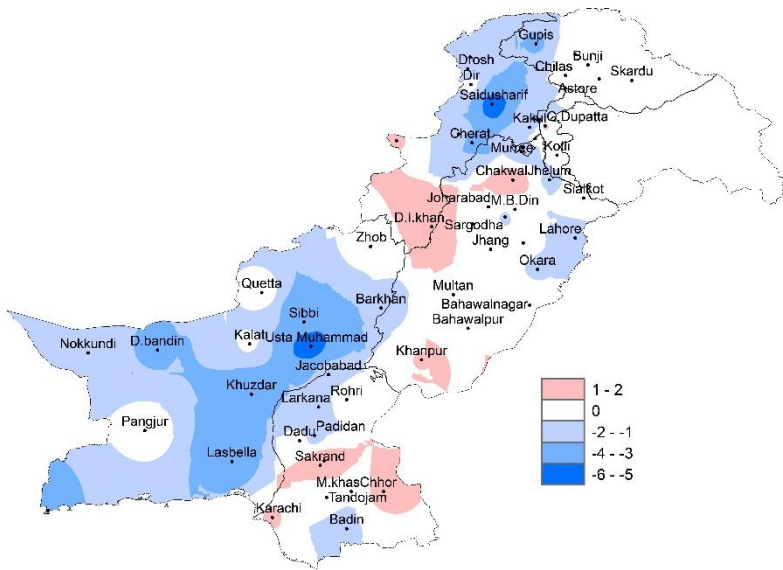 Gupis
Drosh
Bunji
Chilas
Dir
Skardu
Saidusharif
Astore
Kakul
G.Dupatta
Cherat
Murree
Kotli
Chakwal
Jhelum
Sialkot
Joharabad
M.B.Din
D.I.khan
Sargodha
Lahore
Zhob
Jhang
Okara
Quetta
Multan
Barkhan
Bahawalnagar
Sibbi
Bahawalpur
Kalat
Usta Muhammad
Nokkundi
D.bandin
Khanpur
Jacobabad
Khuzdar
Larkana
Rohri
Pangjur
Dadu
Padidan
Lasbella
Sakrand
M.khas
Chhor
Tandojam
Karachi
Badin
1 - 2
0
-2 - -1
-4 - -3
-6 - -5